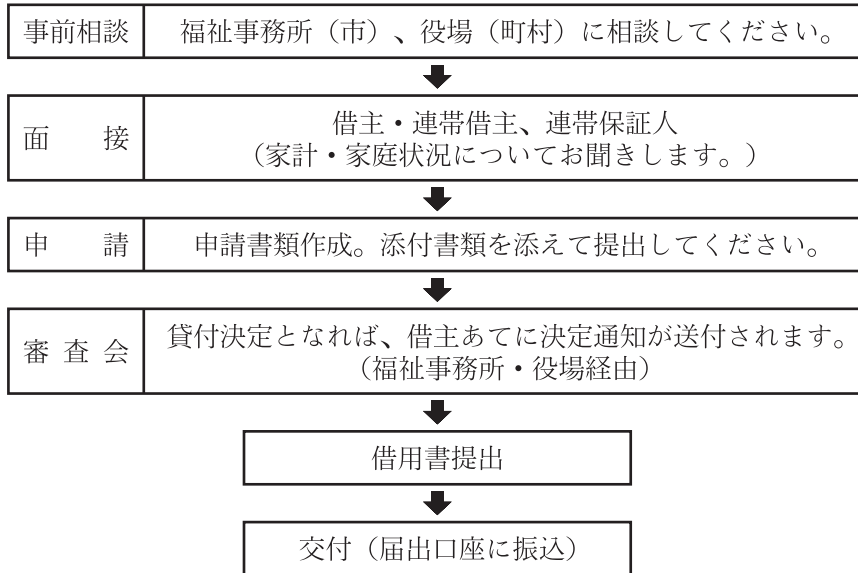 事前相談 福祉事務所（市）、役場（町村）に相談してください。
面接 借主・連帯借主、連帯保証人
（家計・家庭状況についてお聞きします。）
申請 申請書類作成。添付書類を添えて提出してください。
審査会 貸付決定となれば、借主あてに決定通知が送付されます。
（福祉事務所・役場経由）
借用書提出
交付（届出口座に振込）